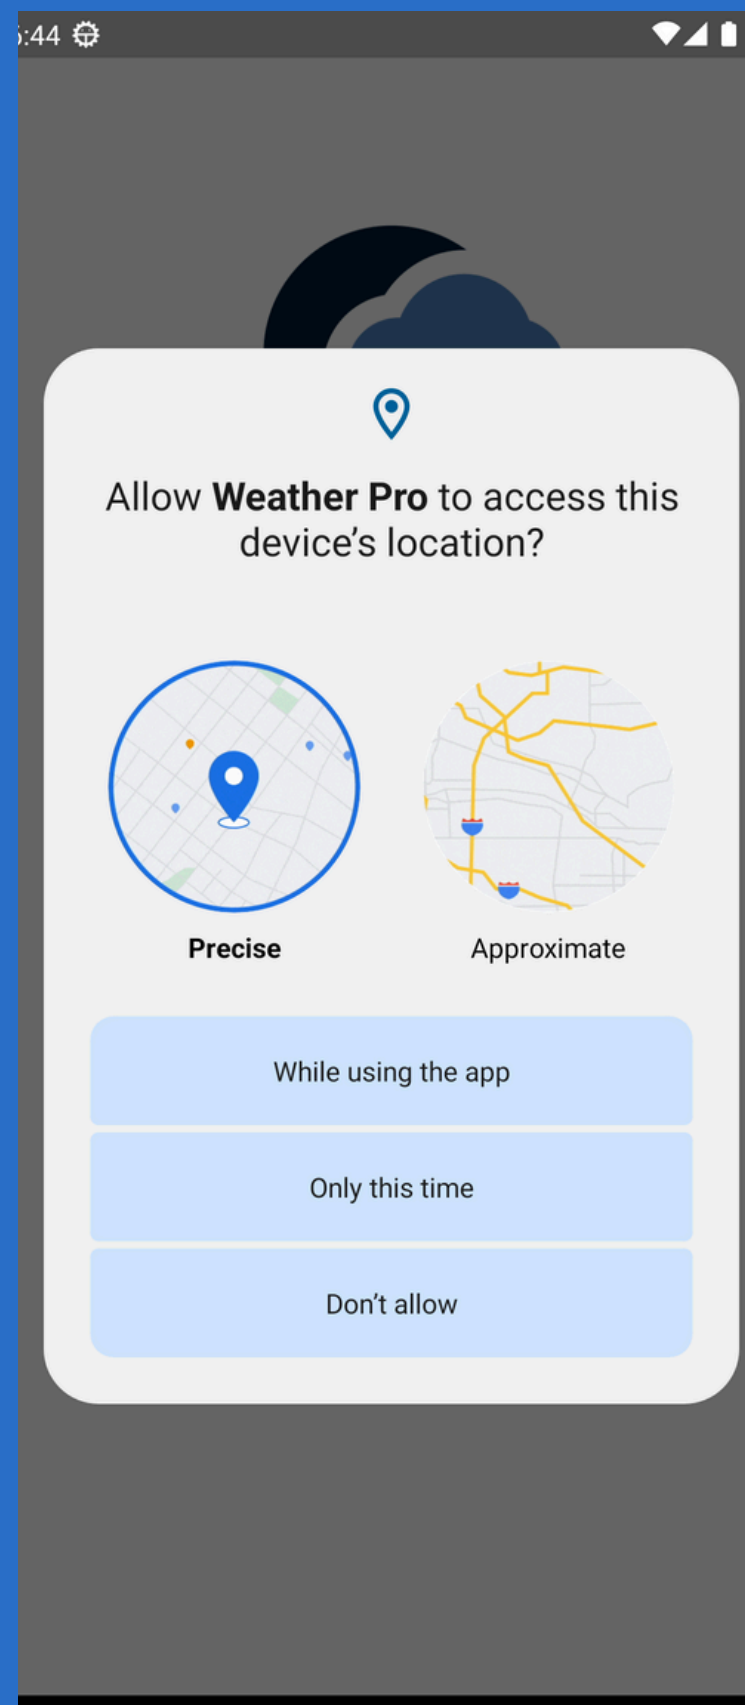 :44
Allow Weather Pro to access this
device's location?
Precise
Approximate
While using the app
Only this time
Don't allow